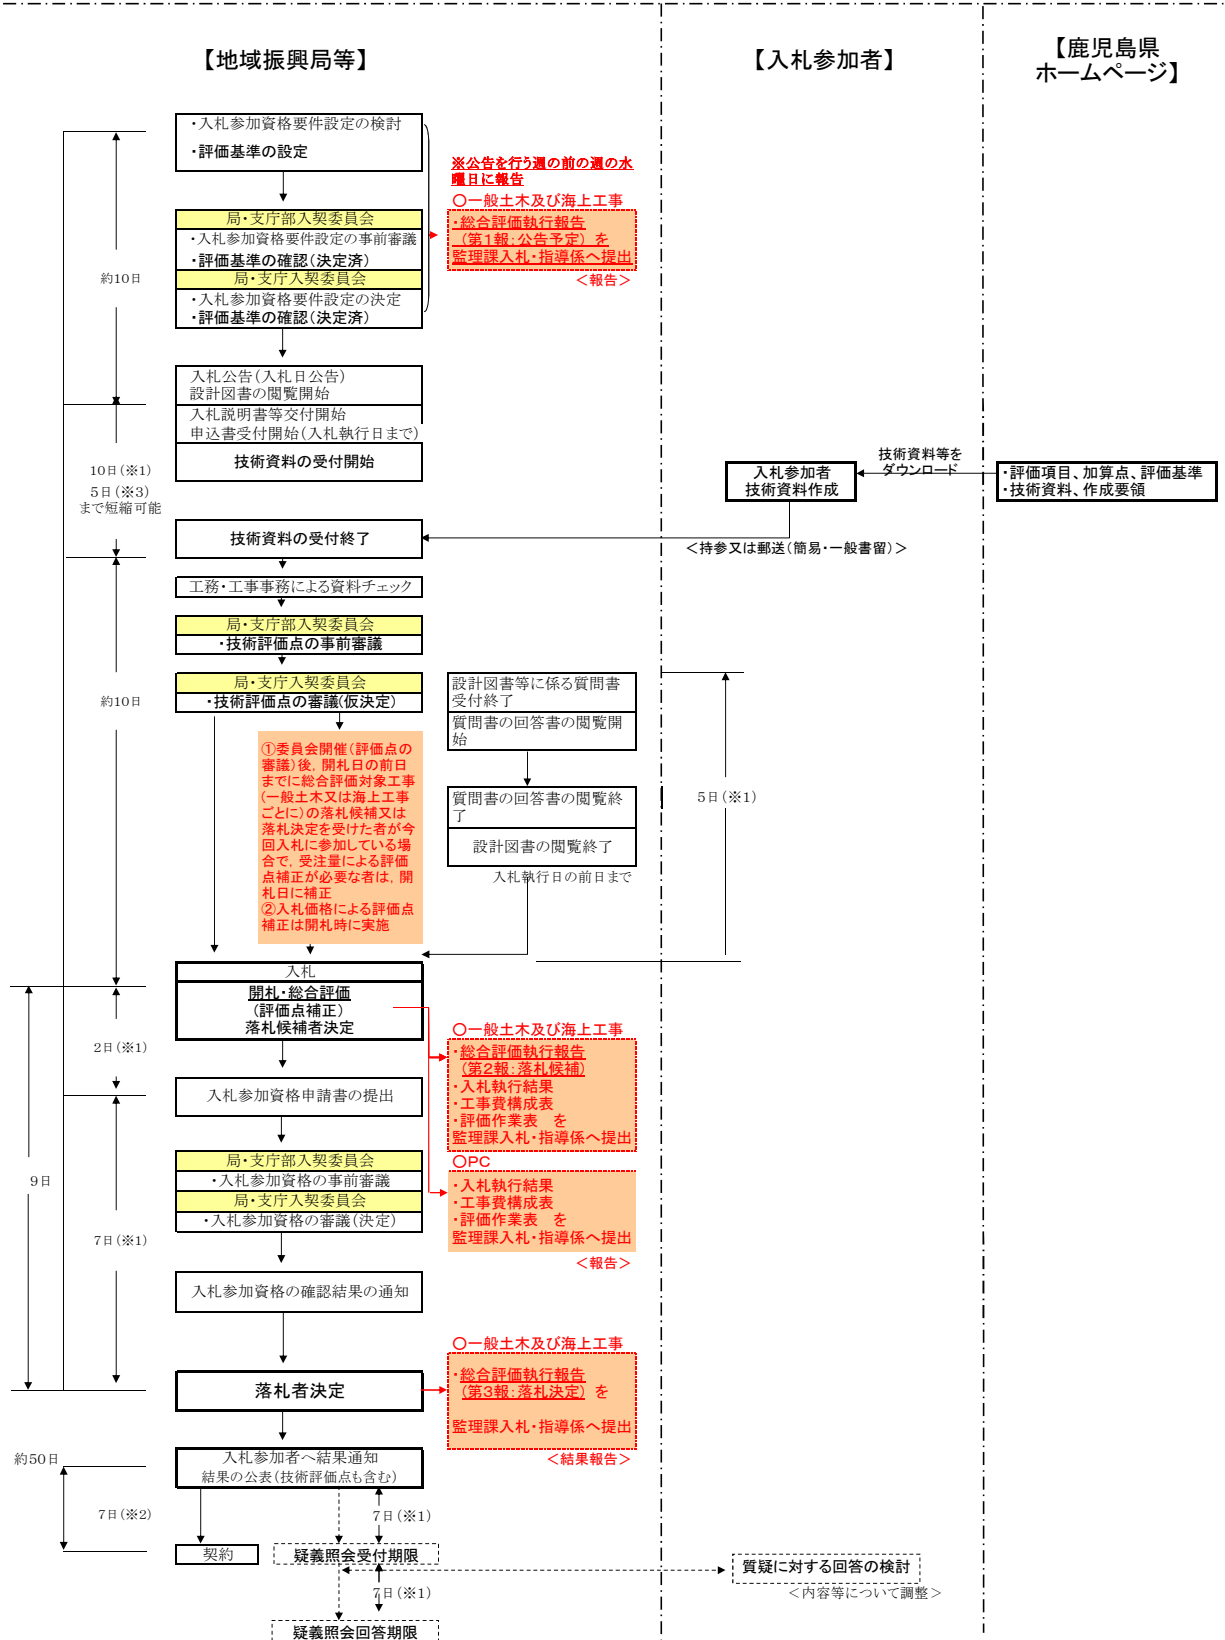 【地域振興局等】
【入札参加者】
【鹿児島県
ホームページ】
・入札参加資格要件設定の検討
・評価基準の設定
※公告を行う週の前の週の水
曜日に報告
○一般土木及び海上工事
・総合評価執行報告
(第1報：公告予定) を
監理課入札・指導係へ提出
＜報告＞
局・支庁部入契委員会
・入札参加資格要件設定の事前審議
・評価基準の確認(決定済)
局・支庁入契委員会
・入札参加資格要件設定の決定
・評価基準の確認(決定済)
約10日
入札公告(入札日公告)
設計図書の閲覧開始
入札説明書等交付開始
申込書受付開始(入札執行日まで)
技術資料の受付開始
10日(※1)
5日(※3)
まで短縮可能
入札参加者
技術資料作成
技術資料等を
ダウンロード
・評価項目、加算点、評価基準
・技術資料、作成要領
技術資料の受付終了
＜持参又は郵送(簡易・一般書留)＞
工務・工事事務による資料チェック
局・支庁部入契委員会
・技術評価点の事前審議
局・支庁入契委員会
・技術評価点の審議(仮決定)
約10日
設計図書等に係る質問書
受付終了
質問書の回答書の閲覧開
始
質問書の回答書の閲覧終
了
設計図書の閲覧終了
入札執行日の前日まで
5日(※1)
①委員会開催(評価点の
審議)後，開札日の前日
までに総合評価対象工事
(一般土木又は海上工事
ごとに)の落札候補又は
落札決定を受けた者が今
回入札に参加している場
合で，受注量による評価
点補正が必要な者は，開
札日に補正
②入札価格による評価点
補正は開札時に実施
入札
開札・総合評価
(評価点補正)
落札候補者決定
2日(※1)
○一般土木及び海上工事
・総合評価執行報告
(第2報：落札候補)
・入札執行結果
・工事費構成表
・評価作業表 を
監理課入札・指導係へ提出
○PC
・入札執行結果
・工事費構成表
・評価作業表 を
監理課入札・指導係へ提出
＜報告＞
入札参加資格申請書の提出
局・支庁部入契委員会
・入札参加資格の事前審議
局・支庁入契委員会
・入札参加資格の審議(決定)
9日
7日(※1)
入札参加資格の確認結果の通知
落札者決定
○一般土木及び海上工事
・総合評価執行報告
(第3報：落札決定) を
監理課入札・指導係へ提出
＜結果報告＞
約50日
入札参加者へ結果通知
結果の公表(技術評価点も含む)
7日(※2)
7日(※1)
契約
疑義照会受付期限
質疑に対する回答の検討
＜内容等について調整＞
7日(※1)
疑義照会回答期限